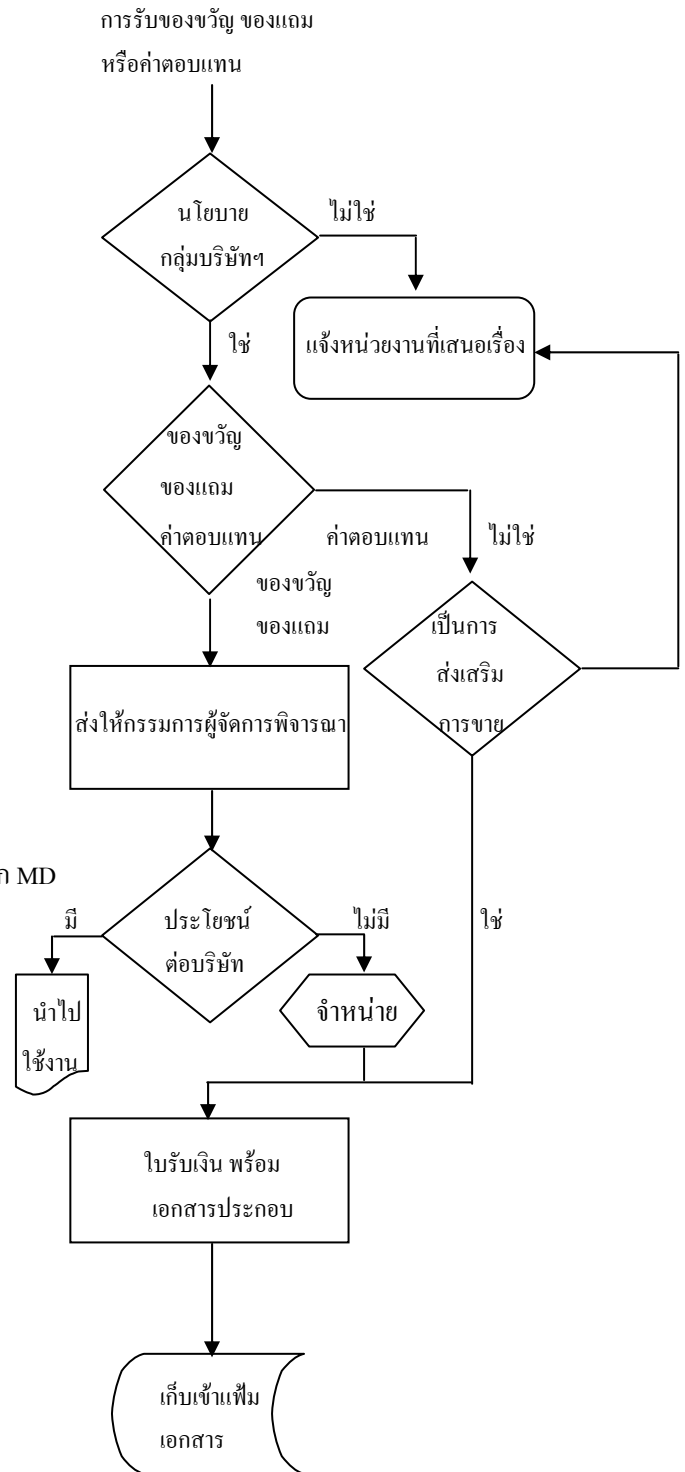 การรับของขวัญ ของแถม
หรือค่าตอบแทน
นโยบาย
กลุ่มบริษัทฯ
ไม่ใช่
ใช่
แจ้งหน่วยงานที่เสนอเรื่อง
ของขวัญ
ของแถม
ค่าตอบแทน
ค่าตอบแทน
ไม่ใช่
ของขวัญ
ของแถม
เป็นการ
ส่งเสริม
การขาย
ส่งให้กรรมการผู้จัดการพิจารณา
MD
มี
ประโยชน์
ต่อบริษัท
ไม่มี
ใช่
นำไป
ใช้งาน
จำหน่าย
ใบรับเงิน พร้อม
เอกสารประกอบ
เก็บเข้าแฟ้ม
เอกสาร